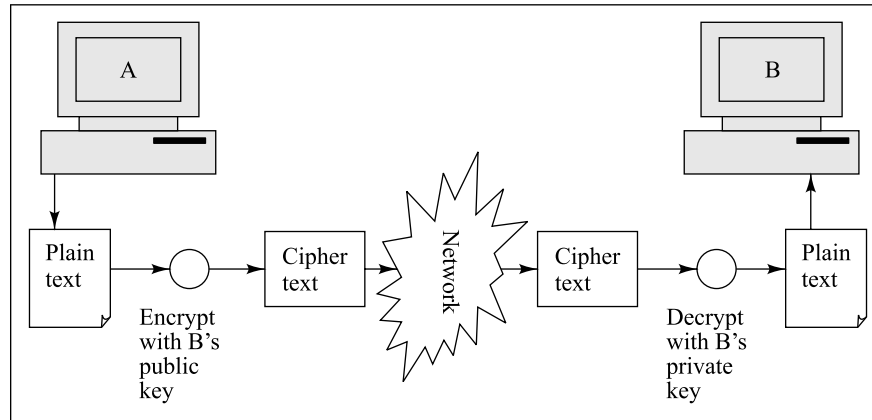 A
B
Plain
text
Encrypt
with B's
public
key
Cipher
text
Network
Cipher
text
Decrypt
with B's
private
key
Plain
text